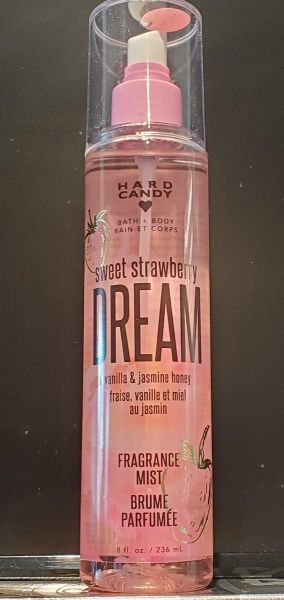 HARD
CANDY
BATH + BODY
BAIN ET CORPS
sweet strawberry
DREAM
vanilla & jasmine honey
fraise, vanille et miel
au jasmin
FRAGRANCE
MIST
BRUME
PARFUMÉE
8 fl. oz. / 236 mL